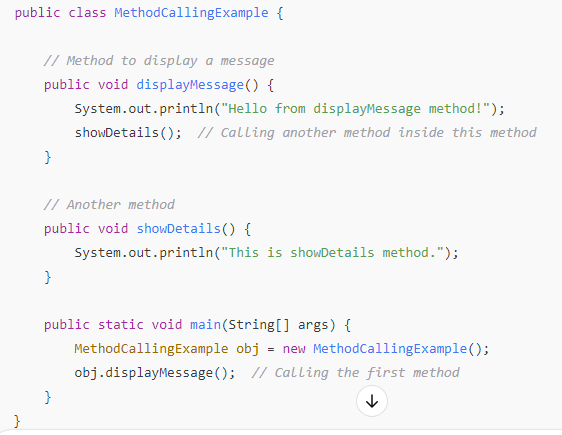 public class MethodCallingExample {
// Method to display a message
public void displayMessage() {
System.out.println("Hello from displayMessage method!");
showDetails();  // Calling another method inside this method
}
// Another method
public void showDetails() {
System.out.println("This is showDetails method.");
}
public static void main(String[] args) {
MethodCallingExample obj = new MethodCallingExample();
obj.displayMessage();  // Calling the first method
}
}